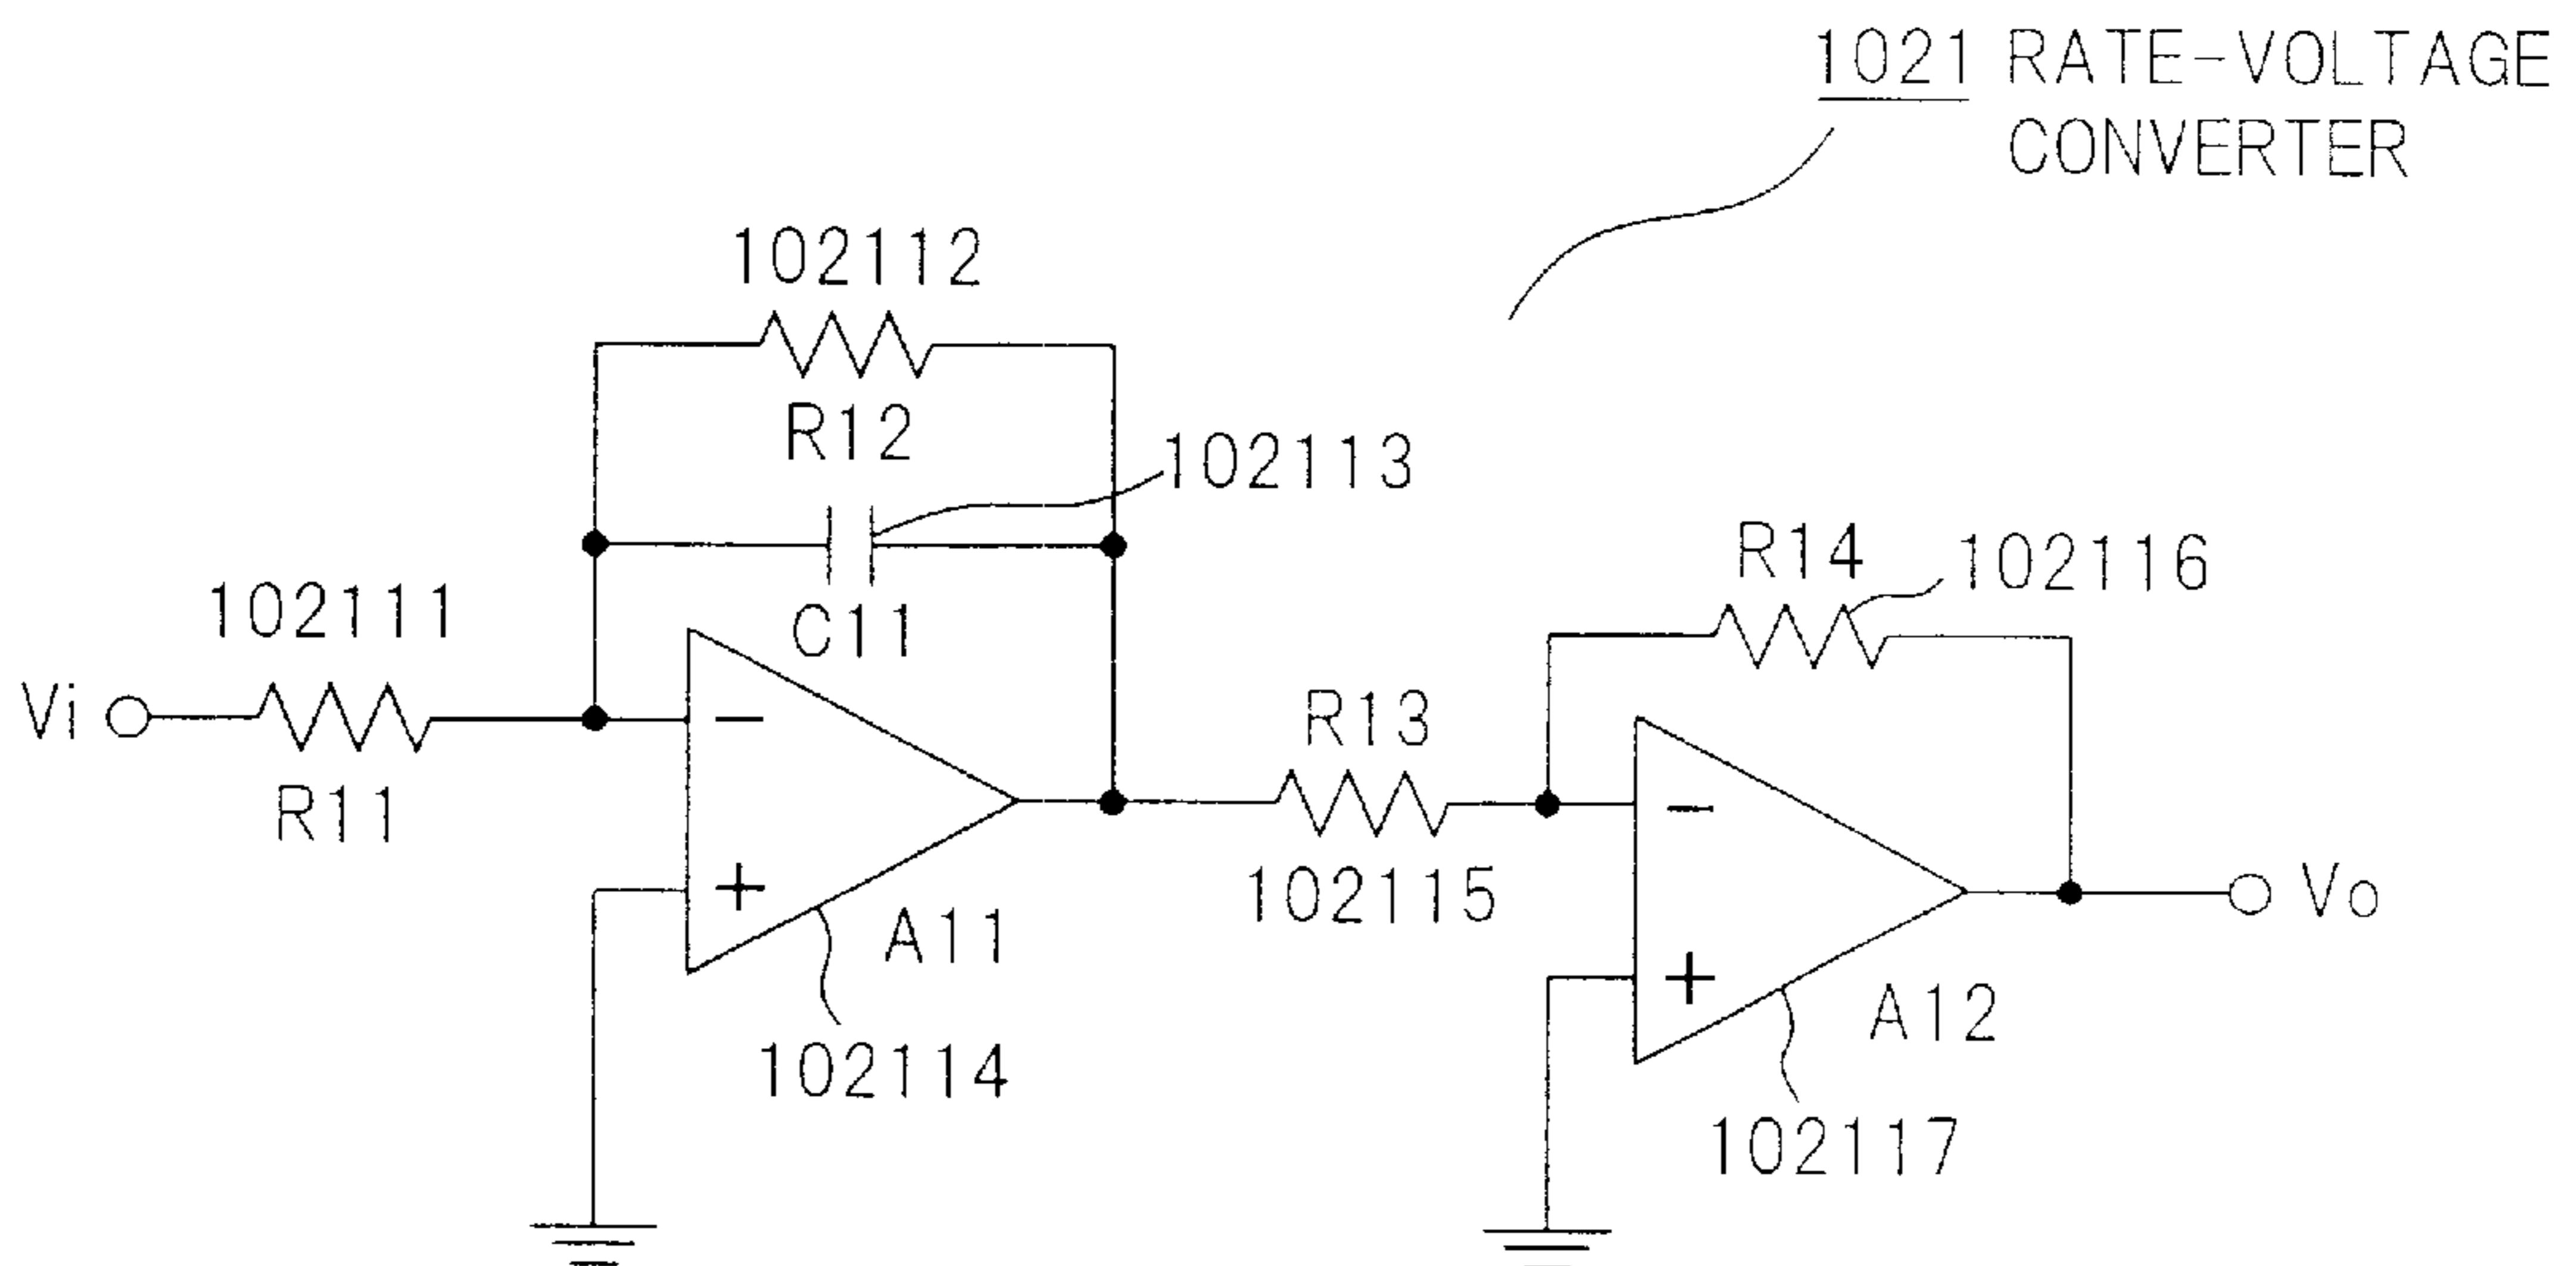 1021 RATE-VOLTAGE
CONVERTER
102112
R12
102113
C11
102111
Vi
R11
-
+
A11
102114
R13
102115
R14
102116
-
+
A12
102117
Vo